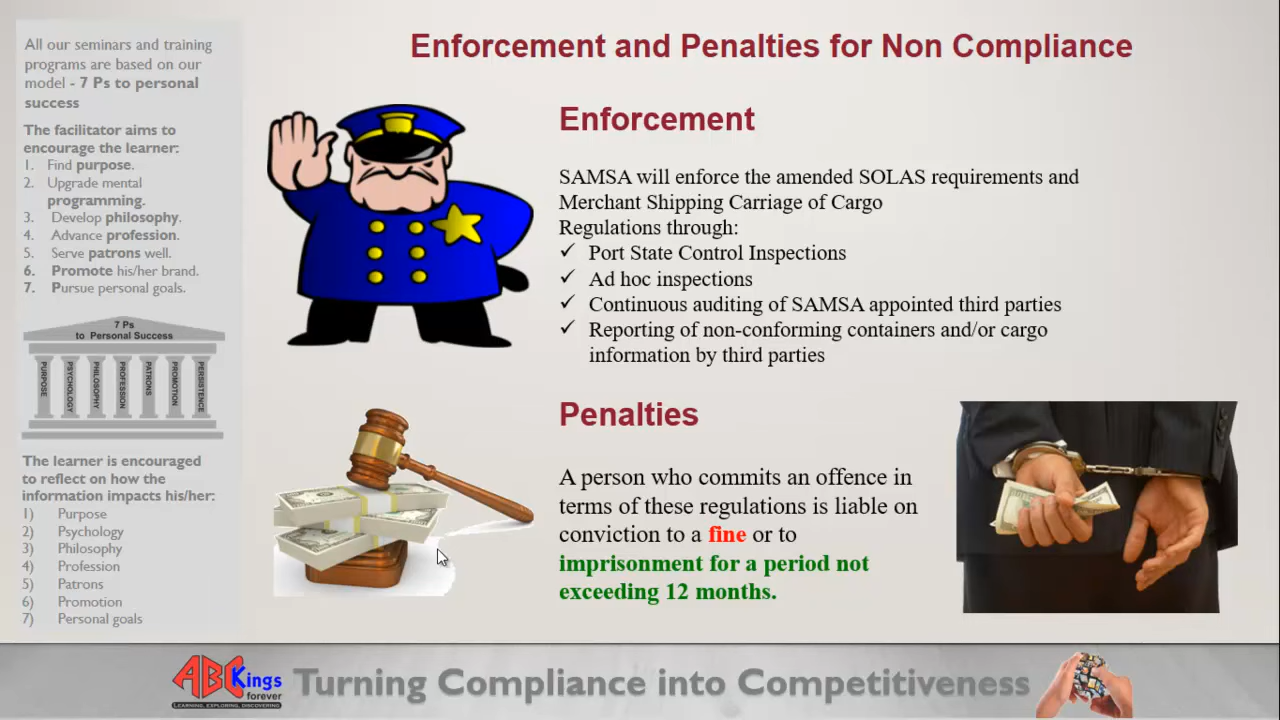 All our seminars and training
programs are based on our
model - 7 Ps to personal
success
The facilitator aims to
encourage the learner:
1. Find purpose.
2. Upgrade mental
programming.
3. Develop philosophy.
4. Advance profession.
5. Serve patrons well.
6. Promote his/her brand.
7. Pursue personal goals.
7 Ps
to Personal Success
PURPOSE
PSYCHOLOGY
PHILOSOPHY
PROFESSION
PATRONS
PROMOTION
PERSISTENCE
The learner is encouraged
to reflect on how the
information impacts his/her:
1) Purpose
2) Psychology
3) Philosophy
4) Profession
5) Patrons
6) Promotion
7) Personal goals
Enforcement and Penalties for Non Compliance
Enforcement
SAMSA will enforce the amended SOLAS requirements and
Merchant Shipping Carriage of Cargo
Regulations through:
✓ Port State Control Inspections
✓ Ad hoc inspections
✓ Continuous auditing of SAMSA appointed third parties
✓ Reporting of non-conforming containers and/or cargo
information by third parties
Penalties
A person who commits an offence in
terms of these regulations is liable on
conviction to a fine or to
imprisonment for a period not
exceeding 12 months.
ABC Kings
forever
LEARNING, EXPLORING, DISCOVERING
Turning Compliance into Competitiveness